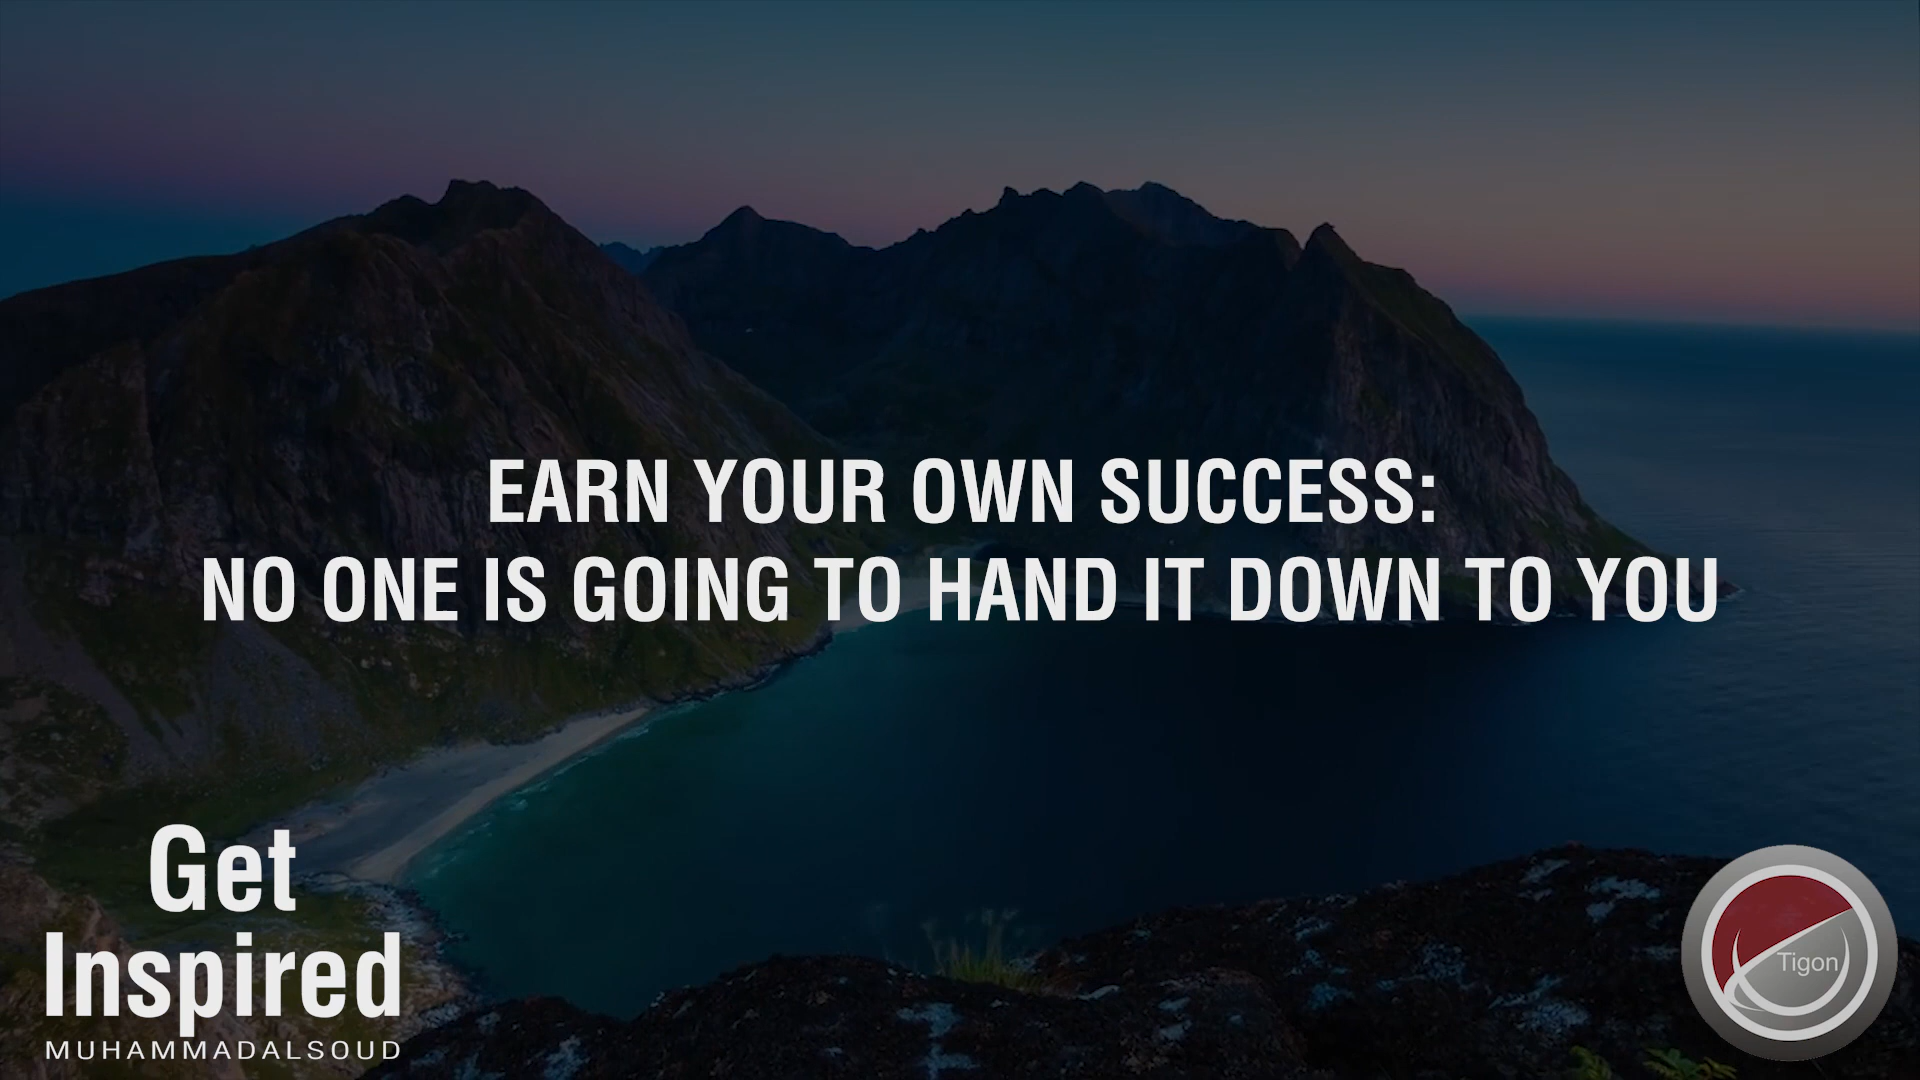 EARN YOUR OWN SUCCESS:
NO ONE IS GOING TO HAND IT DOWN TO YOU
Get
Inspired
MUHAMMADALSOUD
Tigon